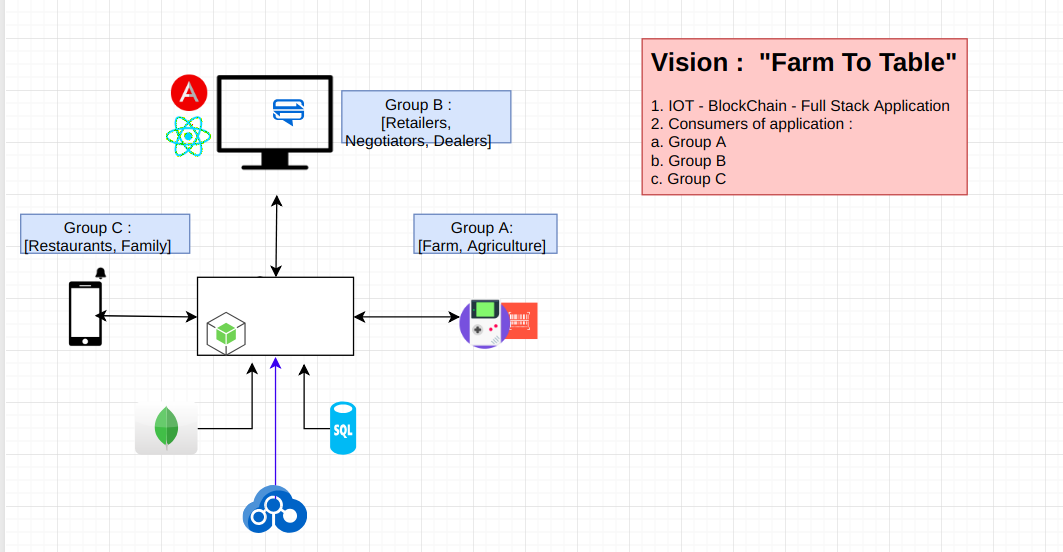 Vision : "Farm To Table"
1. IOT - BlockChain - Full Stack Application
2. Consumers of application :
a. Group A
b. Group B
c. Group C
Group B :
[Retailers,
Negotiators, Dealers]
Group C :
[Restaurants, Family]
Group A:
[Farm, Agriculture]
SQL